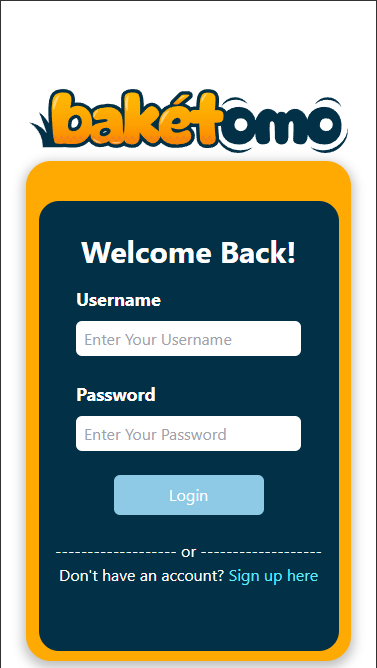 bakétomo
Welcome Back!
Username
Enter Your Username
Password
Enter Your Password
Login
------------------- or -------------------
Don't have an account? Sign up here